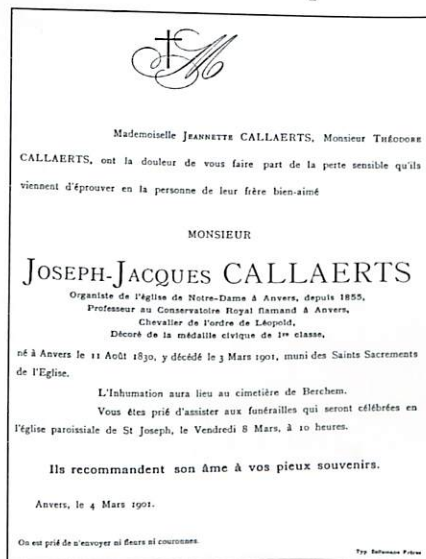 M
Mademoiselle JEANNETTE CALLAERTS, Monsieur THÉODORE
CALLAERTS, ont la douleur de vous faire part de la perte sensible qu'ils
viennent d'éprouver en la personne de leur frère bien-aimé
MONSIEUR
JOSEPH-JACQUES CALLAERTS
Organiste de l'église de Notre-Dame à Anvers, depuis 1855,
Professeur au Conservatoire Royal flamand à Anvers,
Chevalier de l'ordre de Léopold,
Décoré de la médaille civique de 1re classe,
né à Anvers le 11 Août 1830, y décédé le 3 Mars 1901, muni des Saints Sacrements
de l'Eglise.
L'Inhumation aura lieu au cimetière de Berchem.
Vous êtes prié d'assister aux funérailles qui seront célébrées en
l'église paroissiale de St Joseph, le Vendredi 8 Mars, à 10 heures.
Ils recommandent son âme à vos pieux souvenirs.
Anvers, le 4 Mars 1901.
On est prié de n'envoyer ni fleurs ni couronnes.
Typ. Frères